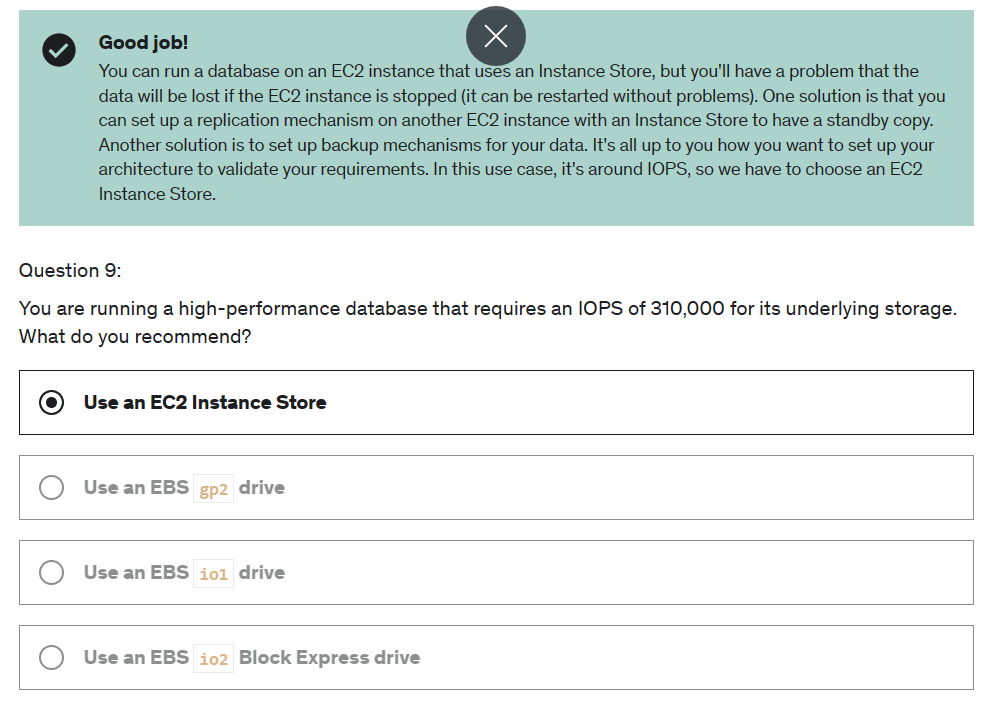 Good job!
You can run a database on an EC2 instance that uses an Instance Store, but you'll have a problem that the
data will be lost if the EC2 instance is stopped (it can be restarted without problems). One solution is that you
can set up a replication mechanism on another EC2 instance with an Instance Store to have a standby copy.
Another solution is to set up backup mechanisms for your data. It's all up to you how you want to set up your
architecture to validate your requirements. In this use case, it's around IOPS, so we have to choose an EC2
Instance Store.
Question 9:
You are running a high-performance database that requires an IOPS of 310,000 for its underlying storage.
What do you recommend?
Use an EC2 Instance Store
Use an EBS gp2 drive
Use an EBS io1 drive
Use an EBS io2 Block Express drive